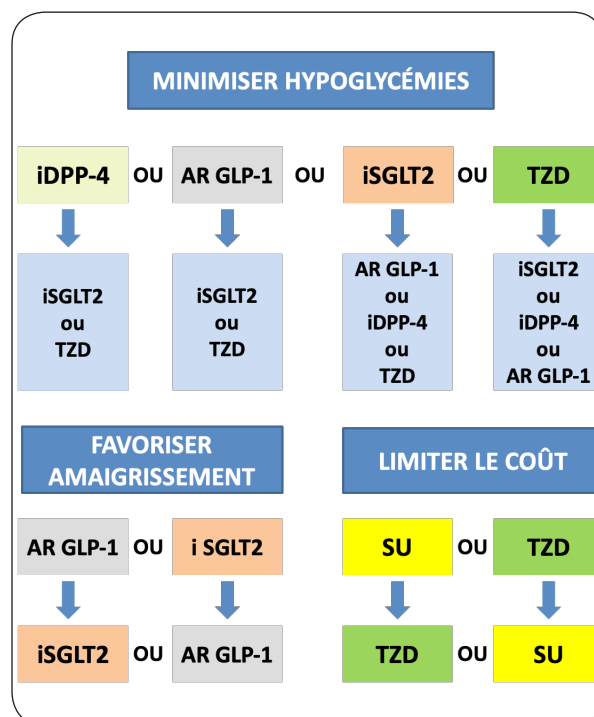 MINIMISER HYPOGLYCÉMIES
iDPP-4 OU AR GLP-1 OU iSGLT2 OU TZD
iSGLT2
ou
TZD
iSGLT2
ou
TZD
AR GLP-1
ou
iDPP-4
ou
TZD
iSGLT2
ou
iDPP-4
ou
AR GLP-1
FAVORISER
AMAIGRISSEMENT
LIMITER LE COÛT
AR GLP-1 OU i SGLT2
SU OU TZD
iSGLT2 OU AR GLP-1
TZD OU SU